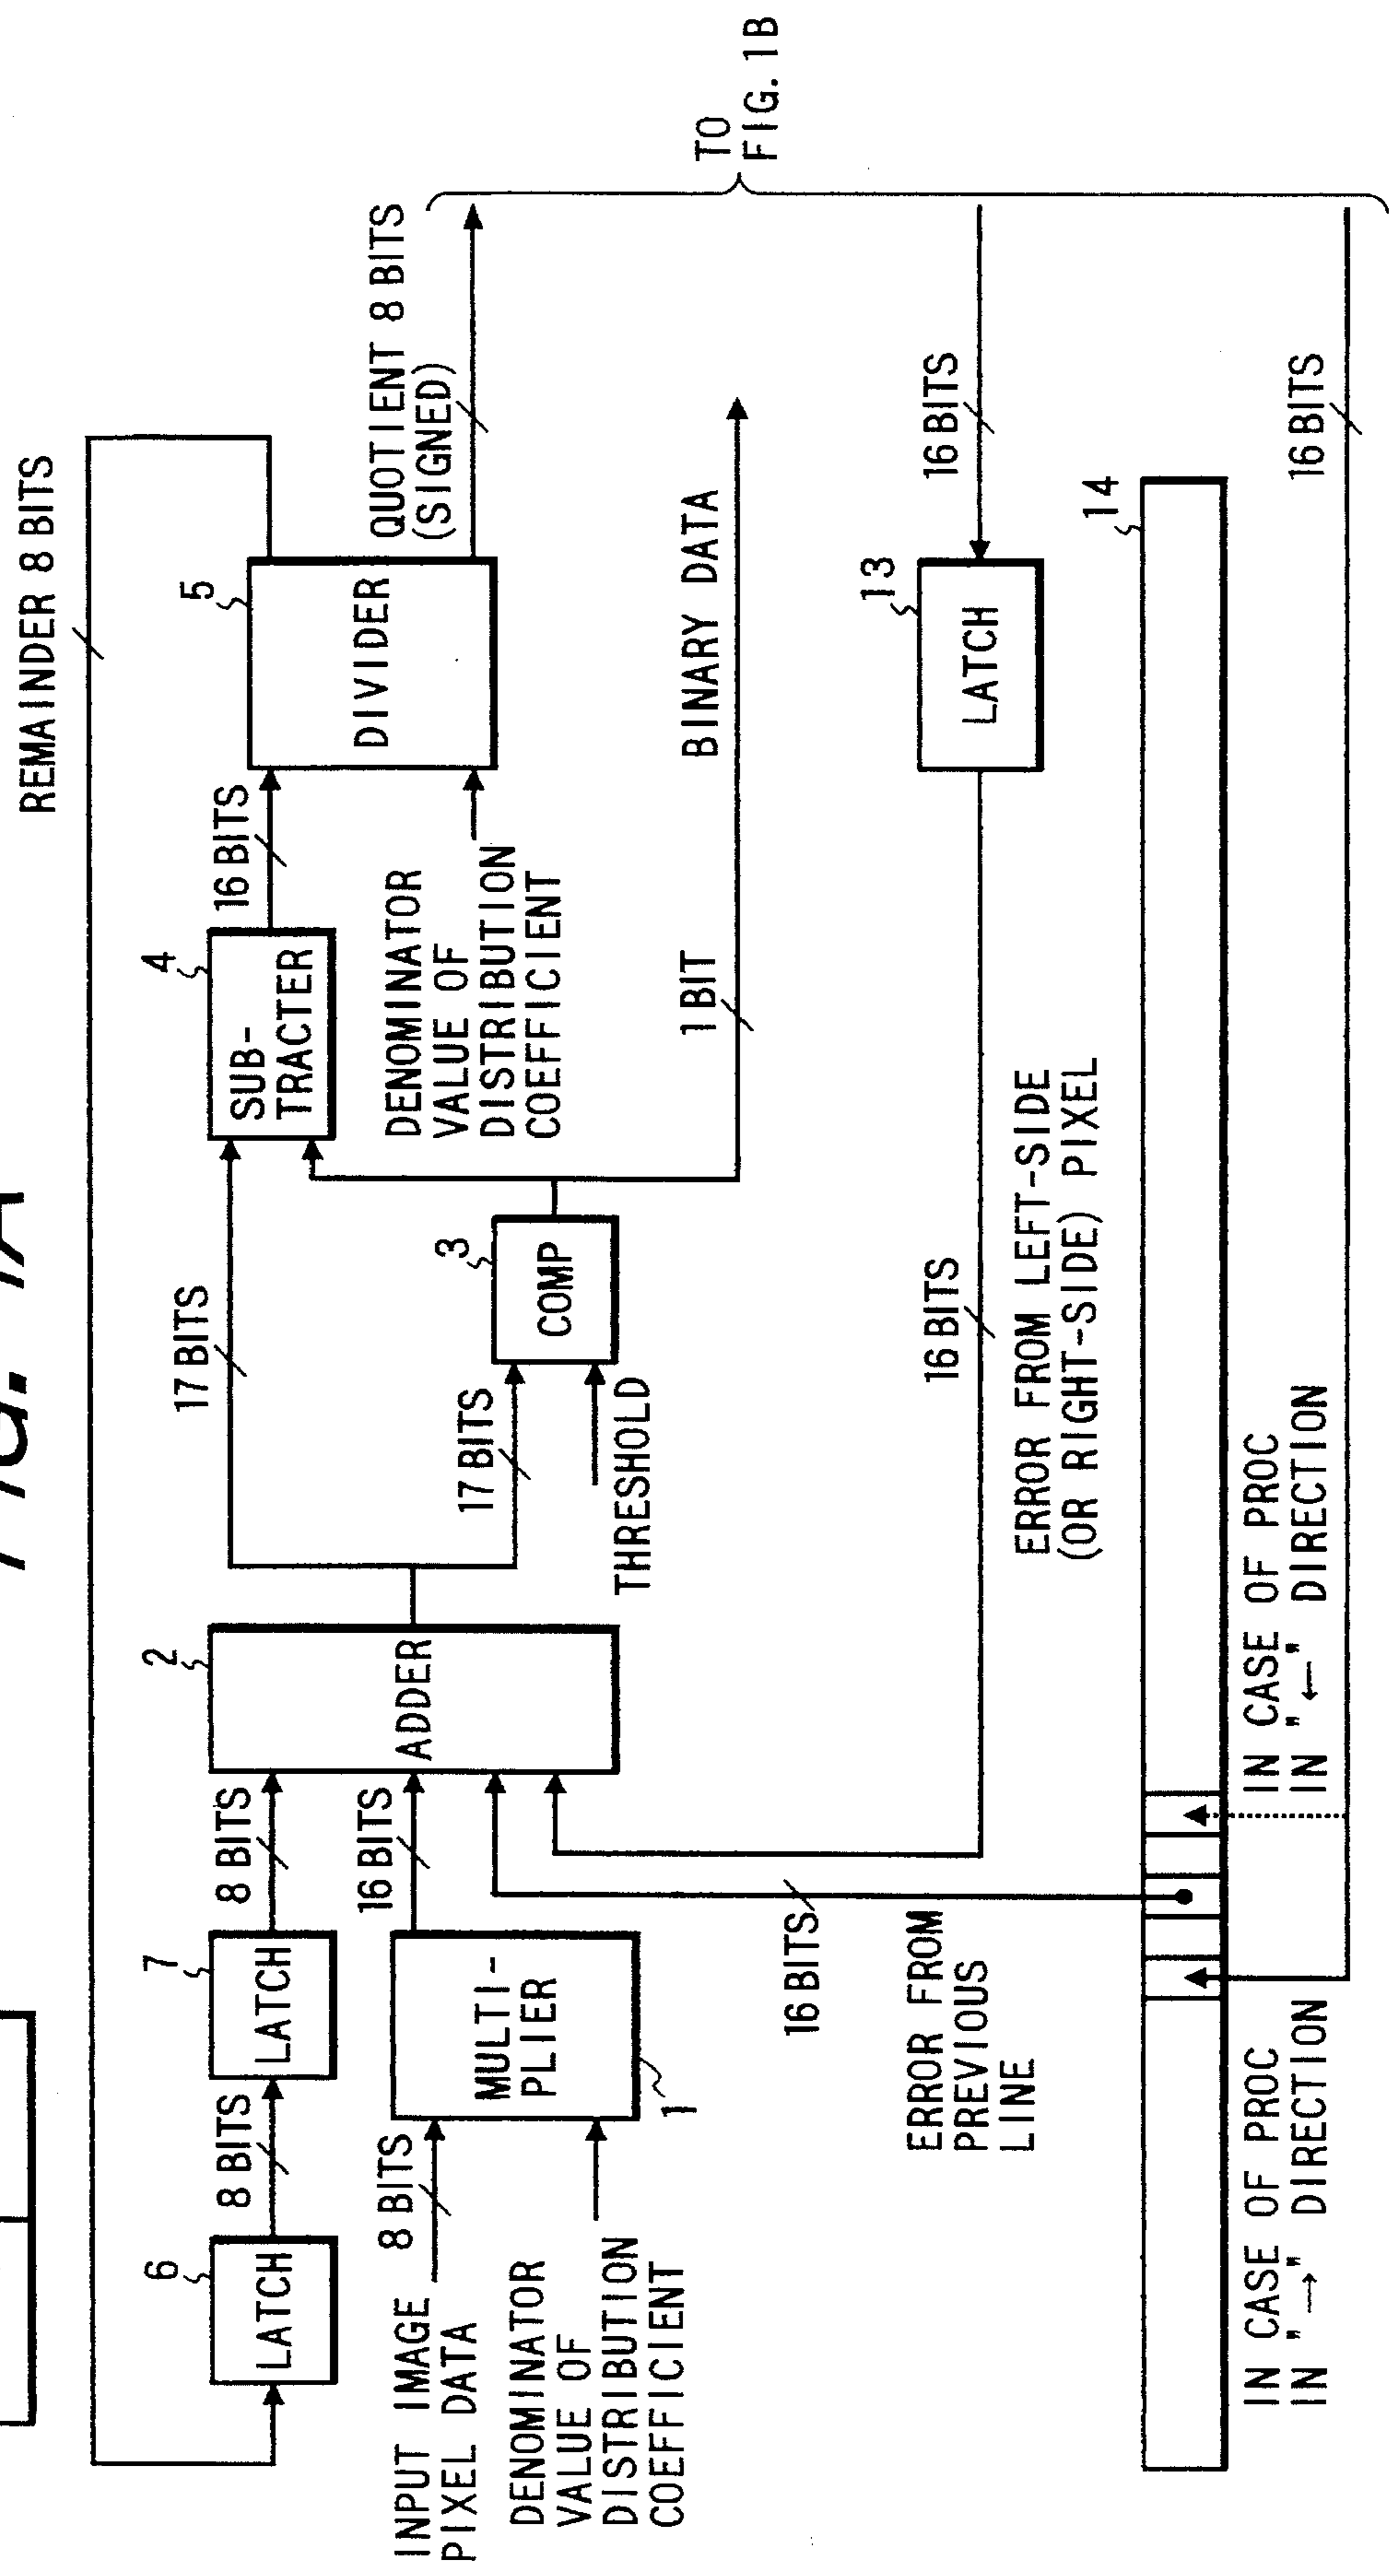 REMAINDER 8 BITS
6
LATCH
8 BITS
7
LATCH
8 BITS
2
ADDER
17 BITS
4
SUB-
TRACTER
16 BITS
5
DIVIDER
QUOTIENT 8 BITS
(SIGNED)
TO
FIG. 1B
INPUT IMAGE
PIXEL DATA
8 BITS
DENOMINATOR
VALUE OF
DISTRIBUTION
COEFFICIENT
MULTI-
PLIER
1
16 BITS
17 BITS
THRESHOLD
3
COMP
DENOMINATOR
VALUE OF
DISTRIBUTION
COEFFICIENT
1 BIT
BINARY DATA
16 BITS
ERROR FROM
PREVIOUS
LINE
16 BITS
ERROR FROM LEFT-SIDE
(OR RIGHT-SIDE) PIXEL
13
LATCH
16 BITS
14
IN CASE OF PROC
IN "→" DIRECTION
IN CASE OF PROC
IN "←" DIRECTION
16 BITS